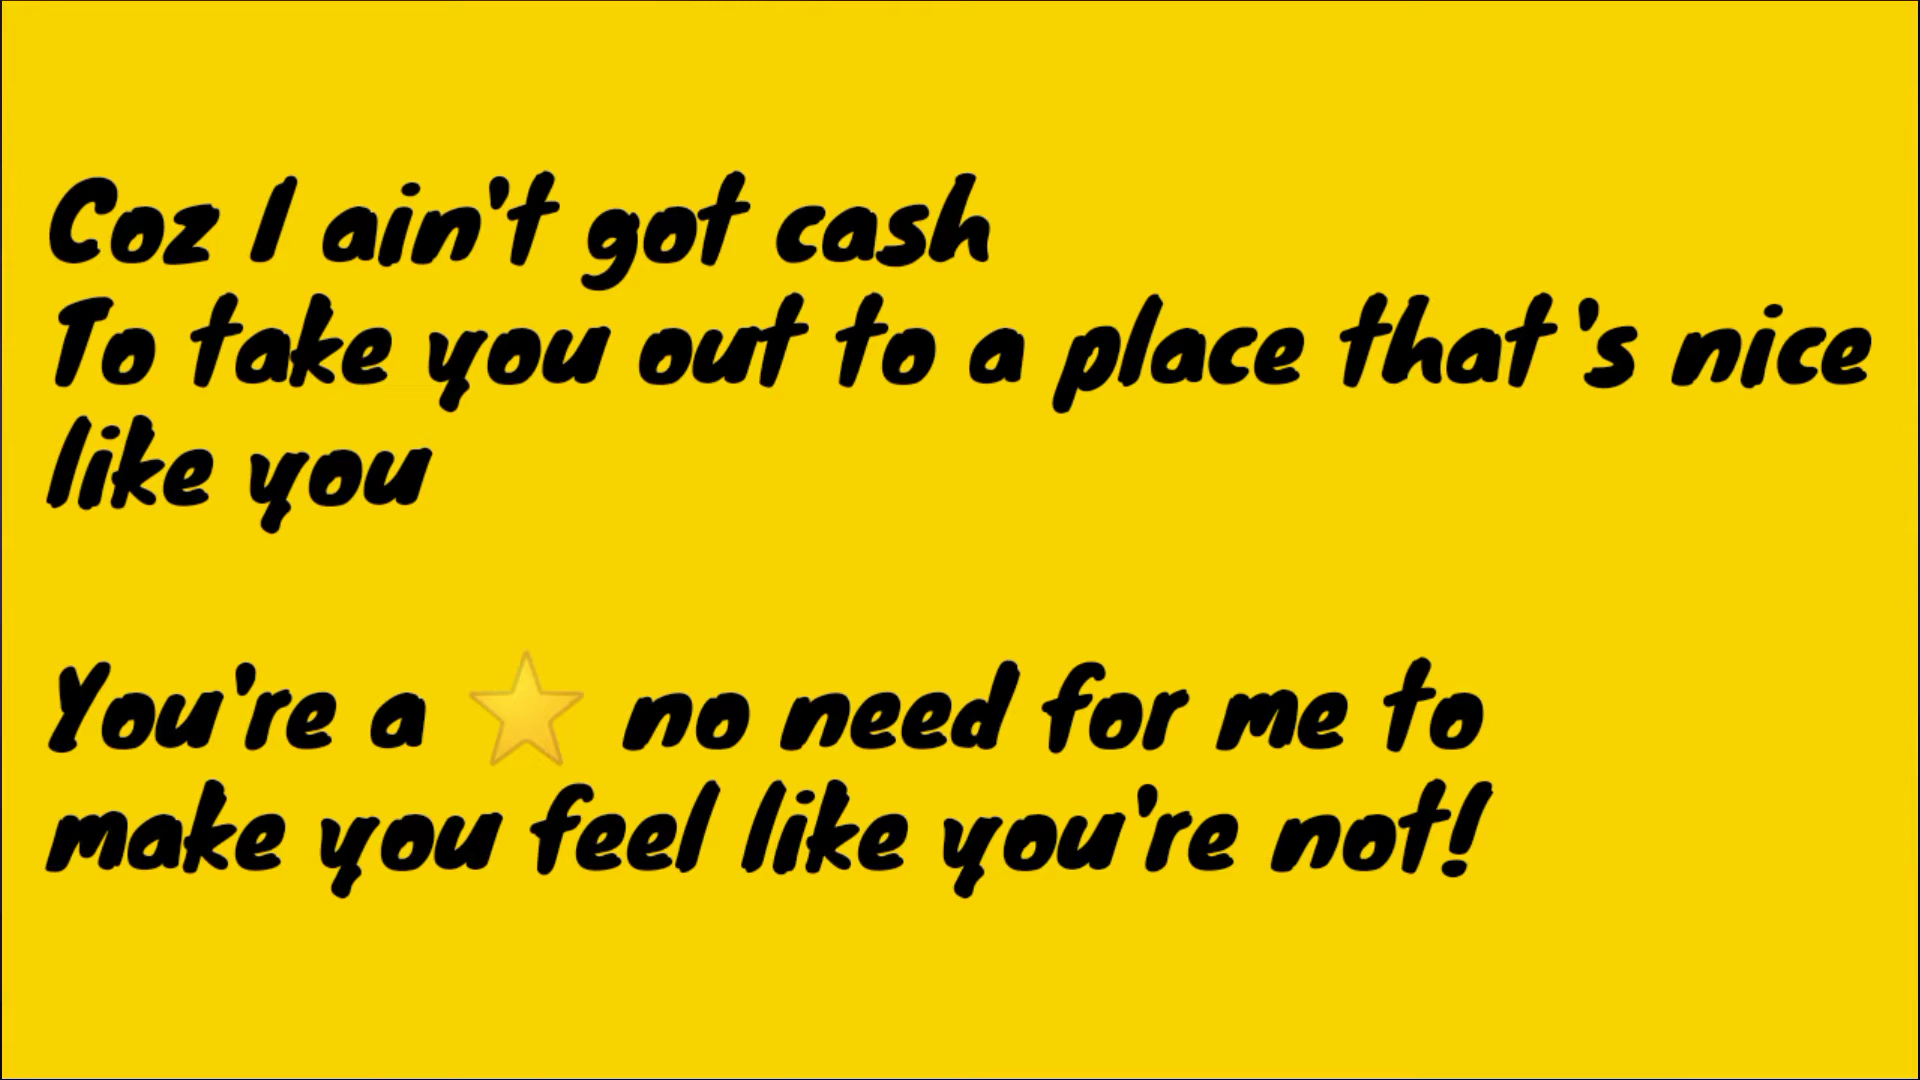 Coz I ain't got cash
To take you out to a place that's nice
like you
You're a ⭐ no need for me to
make you feel like you're not!